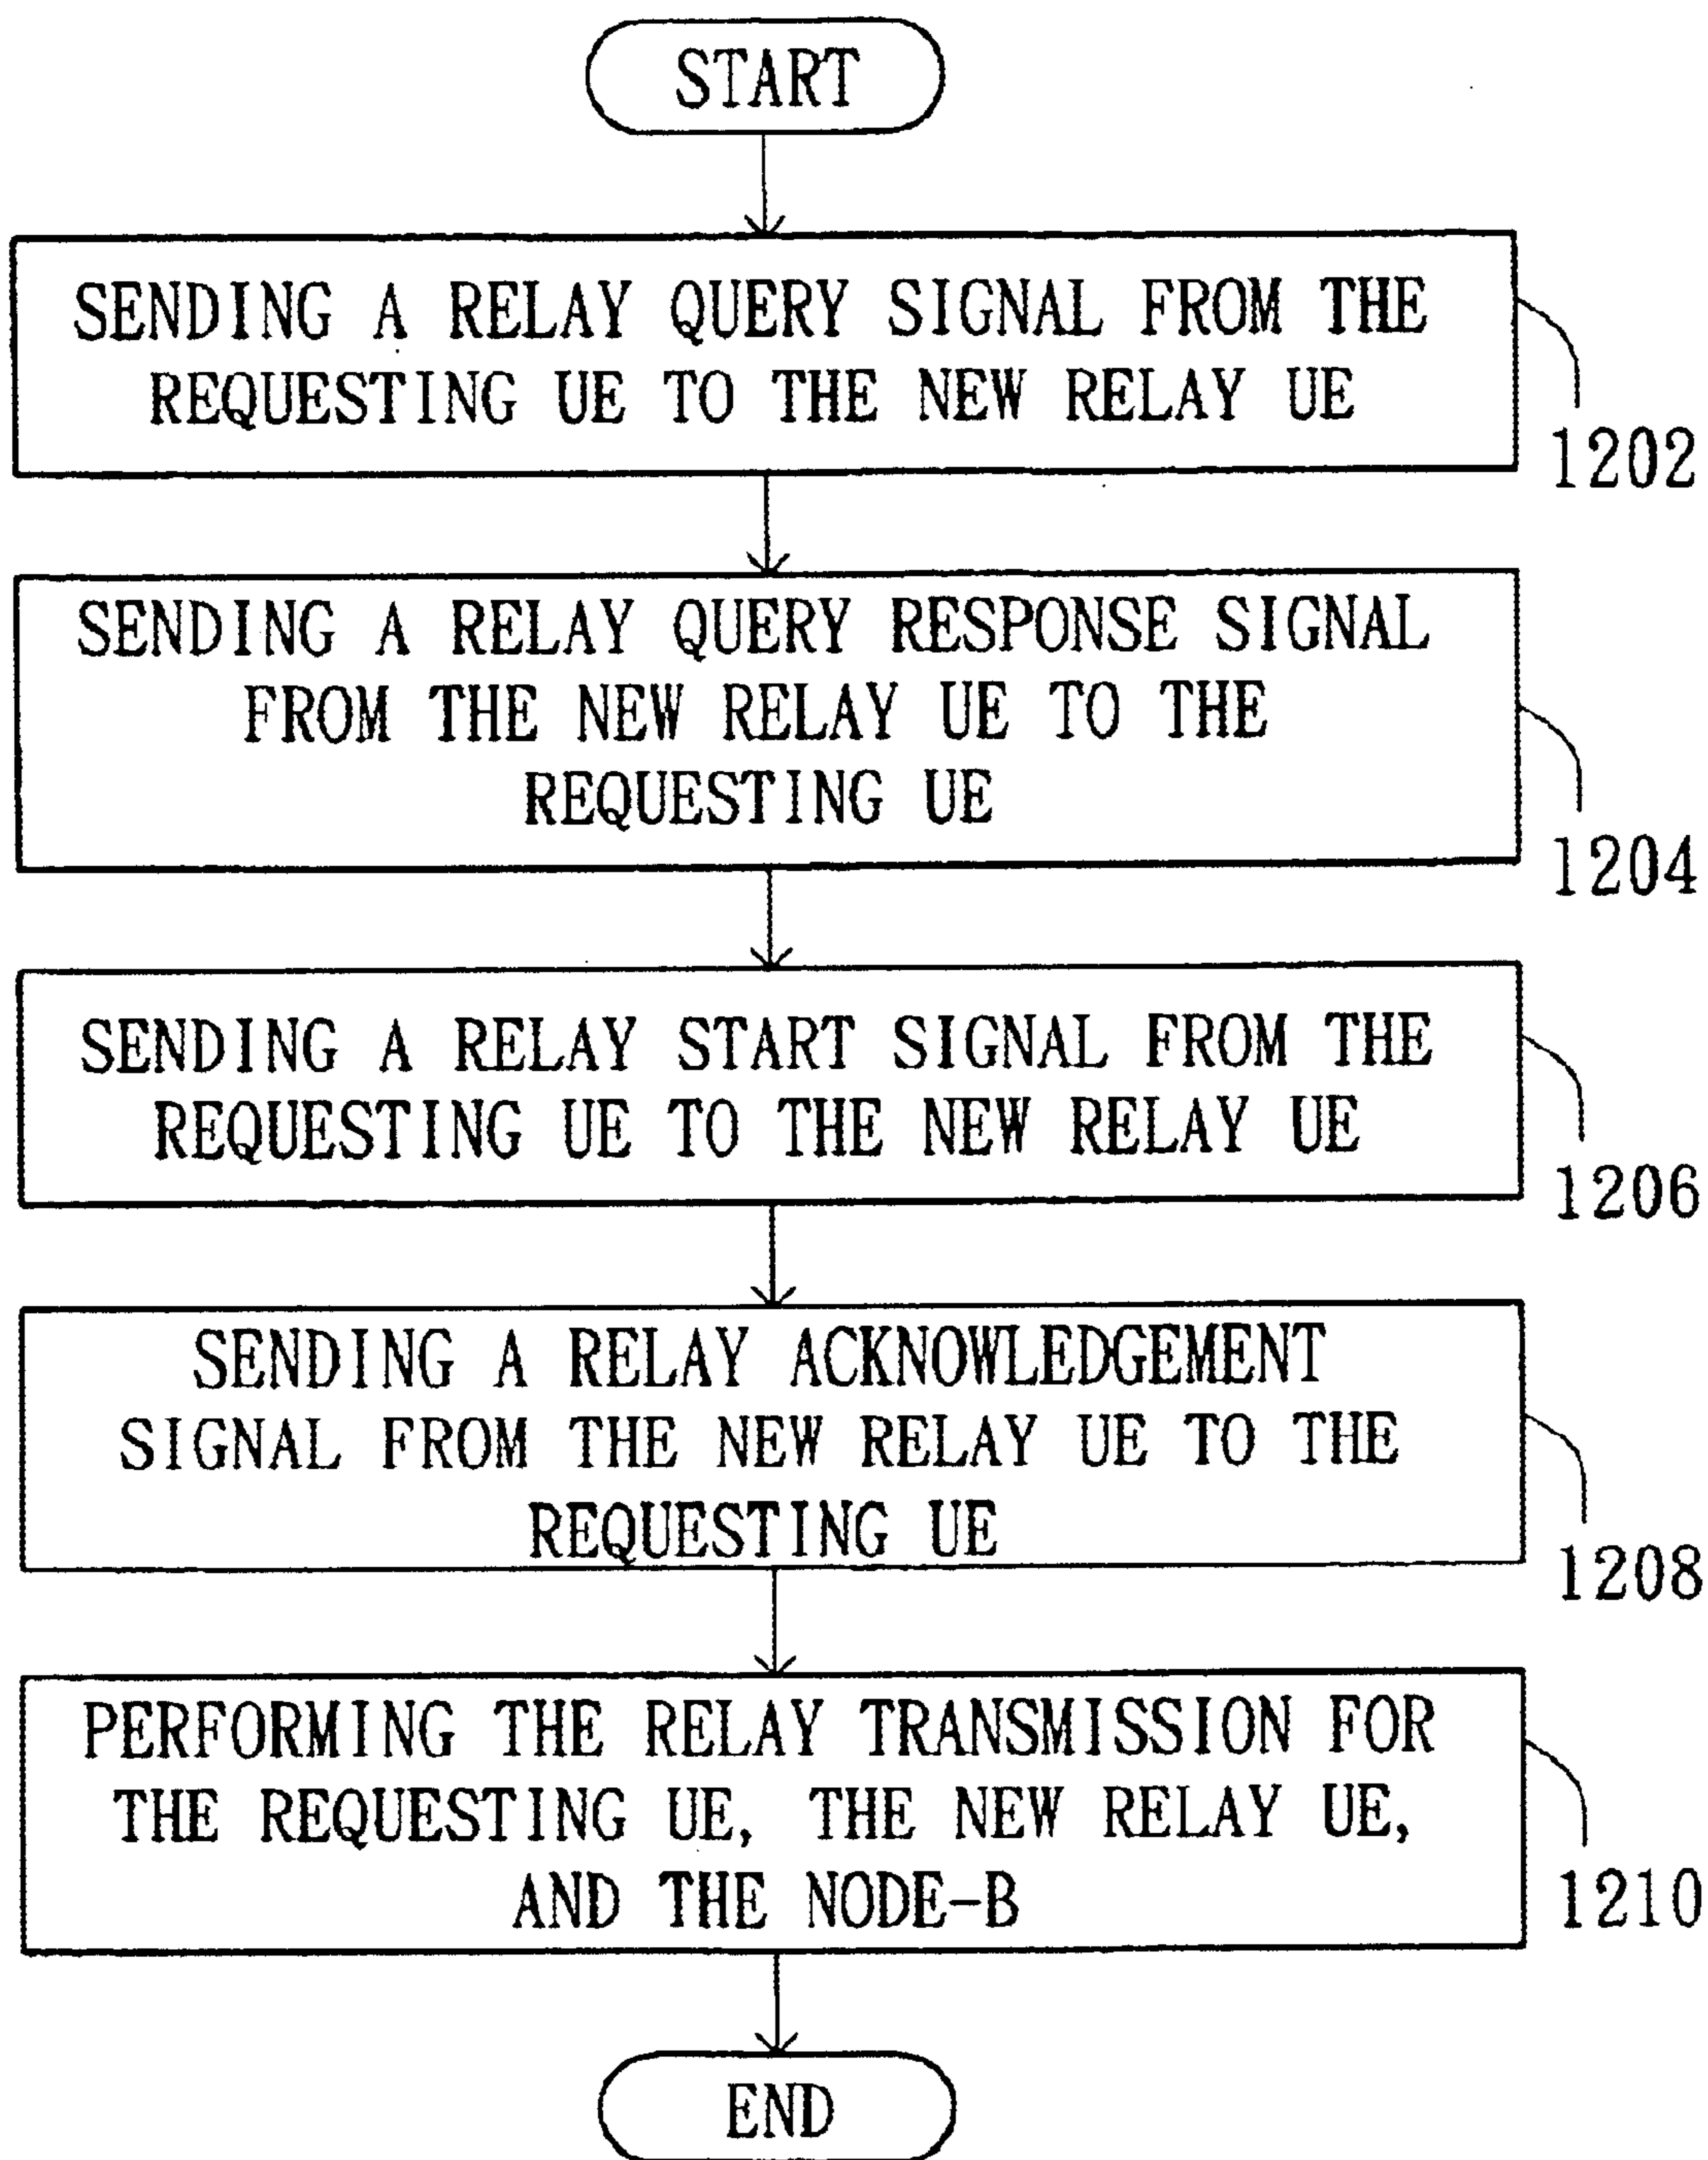 START
SENDING A RELAY QUERY SIGNAL FROM THE
REQUESTING UE TO THE NEW RELAY UE
1202
SENDING A RELAY QUERY RESPONSE SIGNAL
FROM THE NEW RELAY UE TO THE
REQUESTING UE
1204
SENDING A RELAY START SIGNAL FROM THE
REQUESTING UE TO THE NEW RELAY UE
1206
SENDING A RELAY ACKNOWLEDGEMENT
SIGNAL FROM THE NEW RELAY UE TO THE
REQUESTING UE
1208
PERFORMING THE RELAY TRANSMISSION FOR
THE REQUESTING UE, THE NEW RELAY UE,
AND THE NODE-B
1210
END